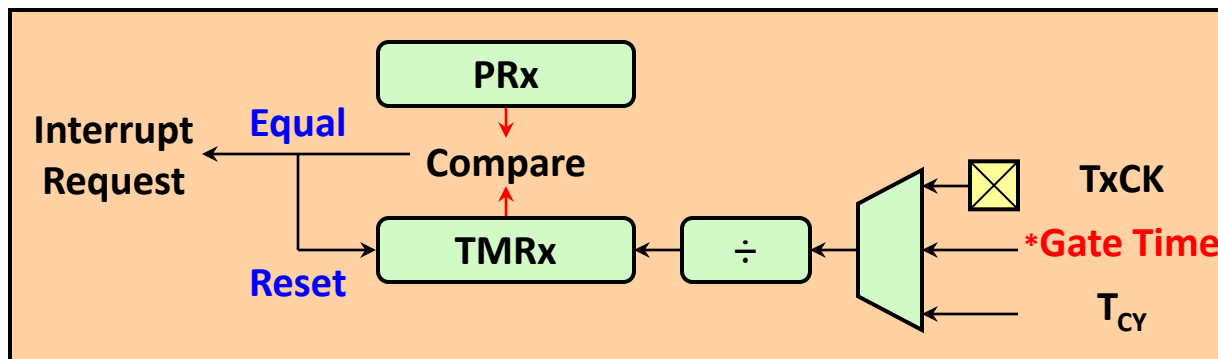 PRx
Interrupt
Request
Equal
Compare
TxCK
TMRx
÷
*Gate Time
Reset
TCY